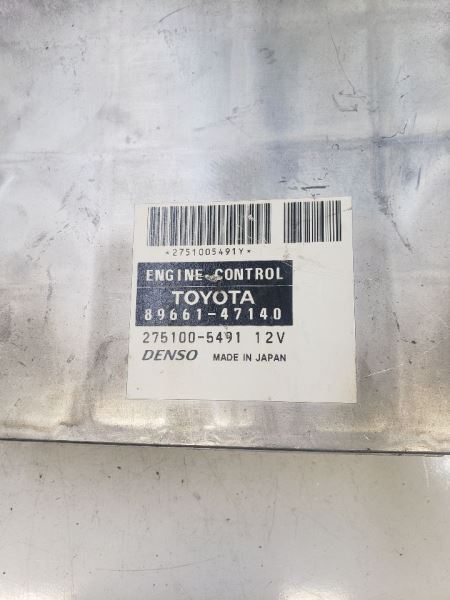 *2751005491Y*
ENGINE CONTROL
TOYOTA
89661-47140
275100-5491 12V
DENSO MADE IN JAPAN